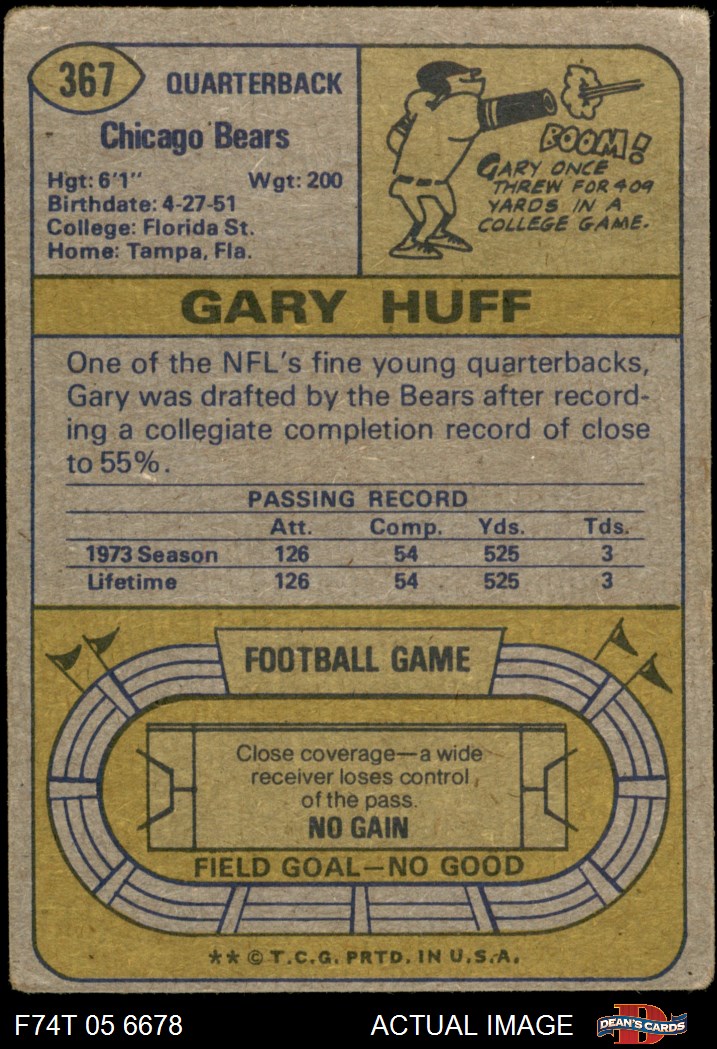 367
QUARTERBACK
Chicago Bears
Hgt: 6'1" Wgt: 200
Birthdate: 4-27-51
College: Florida St.
Home: Tampa, Fla.
BOOM!
GARY ONCE
THREW FOR 409
YARDS IN A
COLLEGE GAME.
GARY HUFF
One of the NFL's fine young quarterbacks,
Gary was drafted by the Bears after record-
ing a collegiate completion record of close
to 55%.
PASSING RECORD
Att. Comp. Yds. Tds.
1973 Season 126 54 525 3
Lifetime 126 54 525 3
FOOTBALL GAME
Close coverage—a wide
receiver loses control
of the pass.
NO GAIN
FIELD GOAL—NO GOOD
** © T.C.G. PRTD. IN U.S.A.
F74T 05 6678 ACTUAL IMAGE
D
DEAN'S CARDS